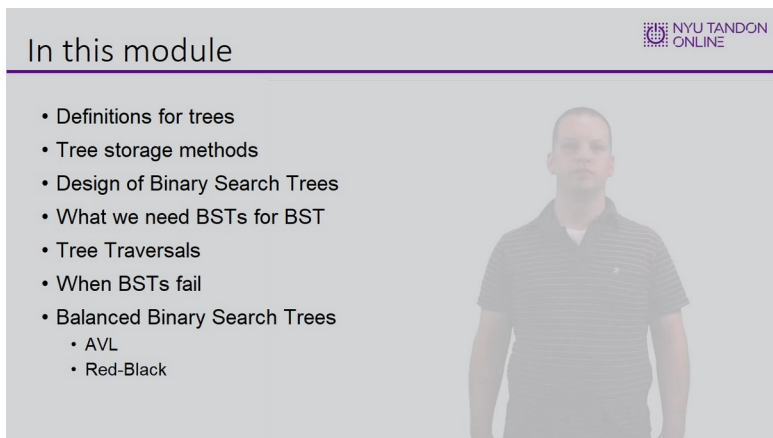 In this module
NYU TANDON
ONLINE
• Definitions for trees
• Tree storage methods
• Design of Binary Search Trees
• What we need BSTs for BST
• Tree Traversals
• When BSTs fail
• Balanced Binary Search Trees
• AVL
• Red-Black